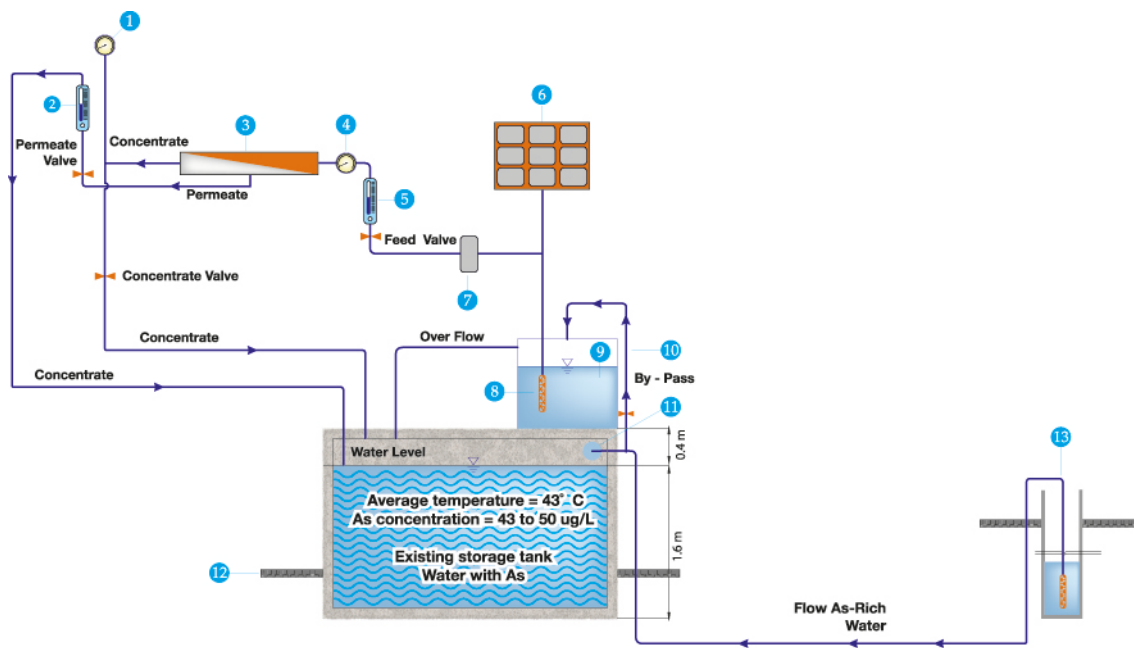 1
2
3
4
5
6
7
8
9
10
11
12
13
Permeate
Valve
Concentrate
Permeate
Feed Valve
Concentrate Valve
Concentrate
Over Flow
Concentrate
By - Pass
0.4 m
Water Level
Average temperature = 43° C
As concentration = 43 to 50 ug/L
1.6 m
Existing storage tank
Water with As
Flow As-Rich
Water